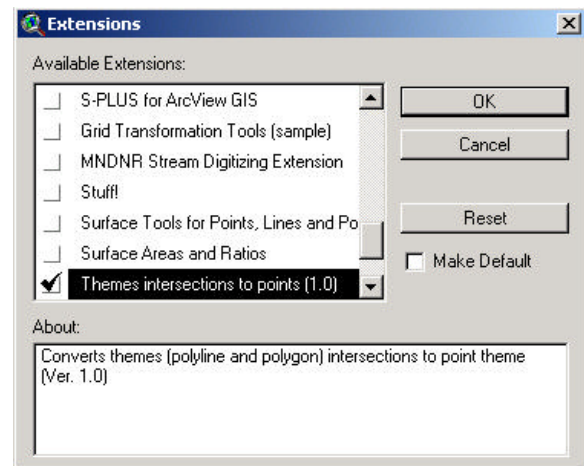 Extensions
Available Extensions:
S-PLUS for ArcView GIS
Grid Transformation Tools (sample)
MNDNR Stream Digitizing Extension
Stuff!
Surface Tools for Points, Lines and Po
Surface Areas and Ratios
Themes intersections to points (1.0)
OK
Cancel
Reset
Make Default
About:
Converts themes (polyline and polygon) intersections to point theme
(Ver. 1.0)